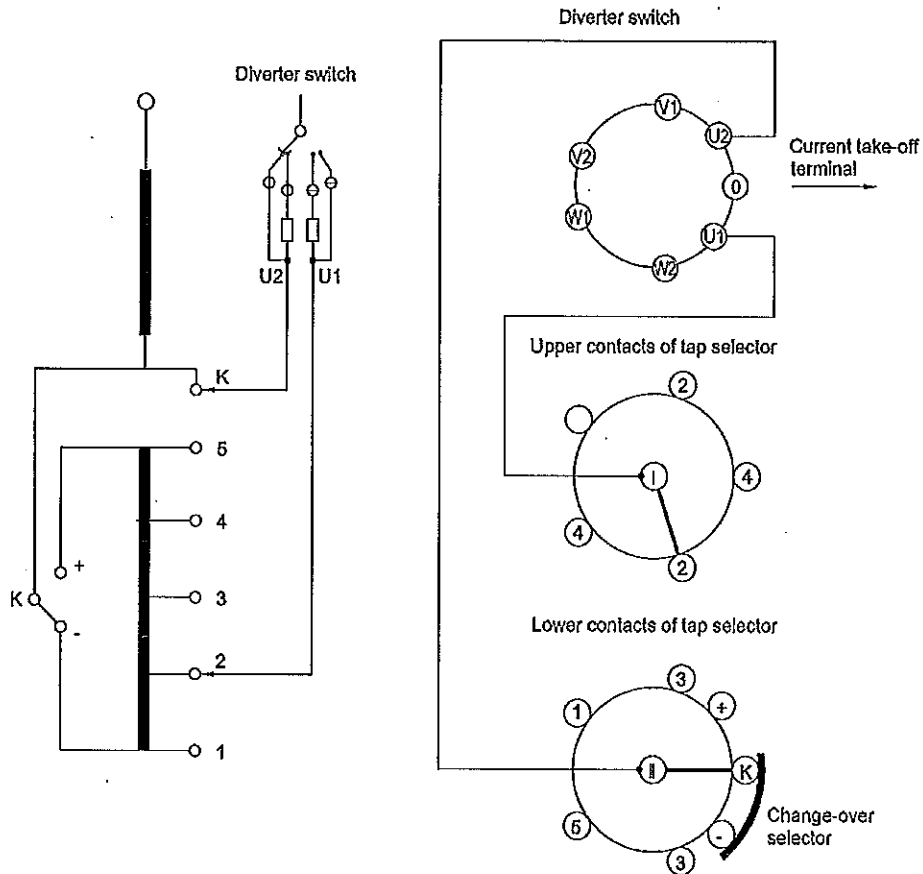 Diverter switch
U2
U1
K
5
4
3
2
1
+
K
-
Diverter switch
V1
U2
V2
0
W1
U1
W2
Current take-off
terminal
Upper contacts of tap selector
2
I
4
4
2
Lower contacts of tap selector
3
+
1
II
K
5
-
3
Change-over
selector